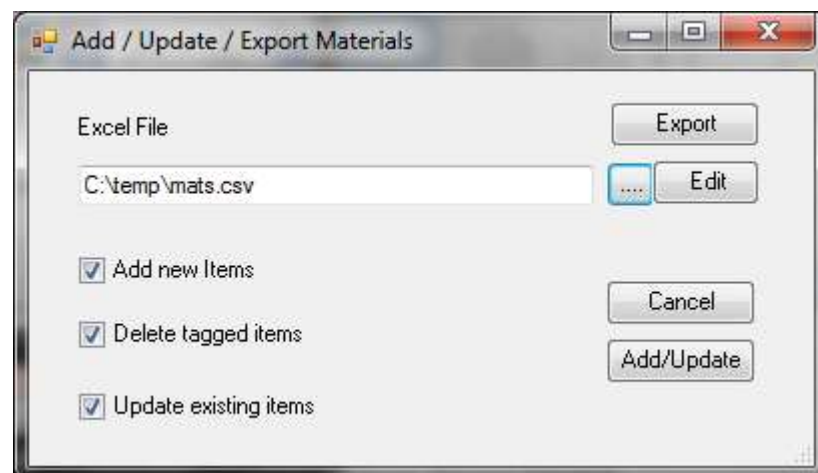 Add / Update / Export Materials
Excel File
Export
C:\temp\mats.csv
....
Edit
Add new Items
Cancel
Delete tagged items
Add/Update
Update existing items